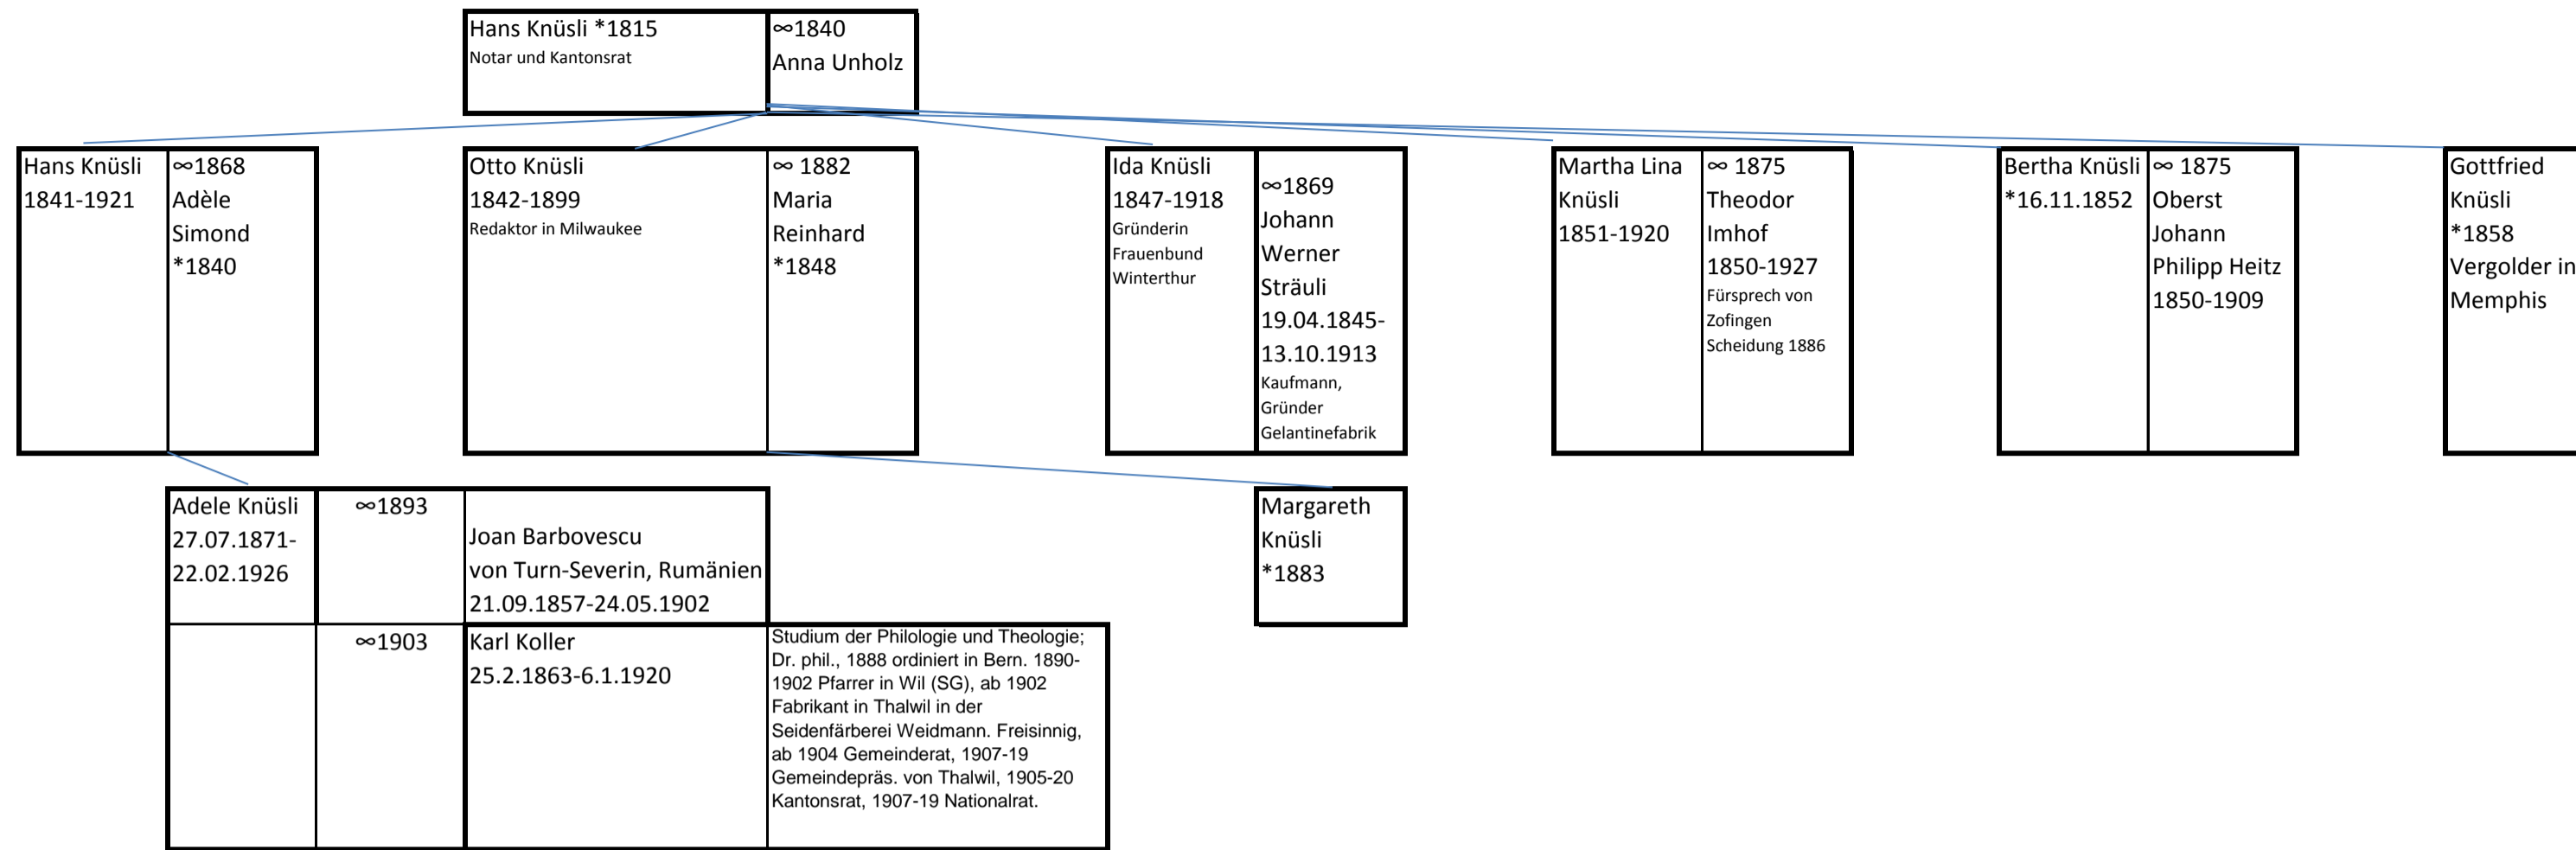 Hans Knüsli *1815
Notar und Kantonsrat
∞1840
Anna Unholz
Hans Knüsli
1841-1921
∞1868
Adèle
Simond
*1840
Otto Knüsli
1842-1899
Redaktor in Milwaukee
∞ 1882
Maria
Reinhard
*1848
Ida Knüsli
1847-1918
Gründerin
Frauenbund
Winterthur
∞1869
Johann
Werner
Sträuli
19.04.1845-
13.10.1913
Kaufmann,
Gründer
Gelantinefabrik
Martha Lina
Knüsli
1851-1920
∞ 1875
Theodor
Imhof
1850-1927
Fürsprech von
Zofingen
Scheidung 1886
Bertha Knüsli
*16.11.1852
∞ 1875
Oberst
Johann
Philipp Heitz
1850-1909
Gottfried
Knüsli
*1858
Vergolder in
Memphis
Adele Knüsli
27.07.1871-
22.02.1926
∞1893
Joan Barbovescu
von Turn-Severin, Rumänien
21.09.1857-24.05.1902
Margareth
Knüsli
*1883
∞1903
Karl Koller
25.2.1863-6.1.1920
Studium der Philologie und Theologie;
Dr. phil., 1888 ordiniert in Bern. 1890-
1902 Pfarrer in Wil (SG), ab 1902
Fabrikant in Thalwil in der
Seidenfärberei Weidmann. Freisinnig,
ab 1904 Gemeinderat, 1907-19
Gemeindepräs. von Thalwil, 1905-20
Kantonsrat, 1907-19 Nationalrat.